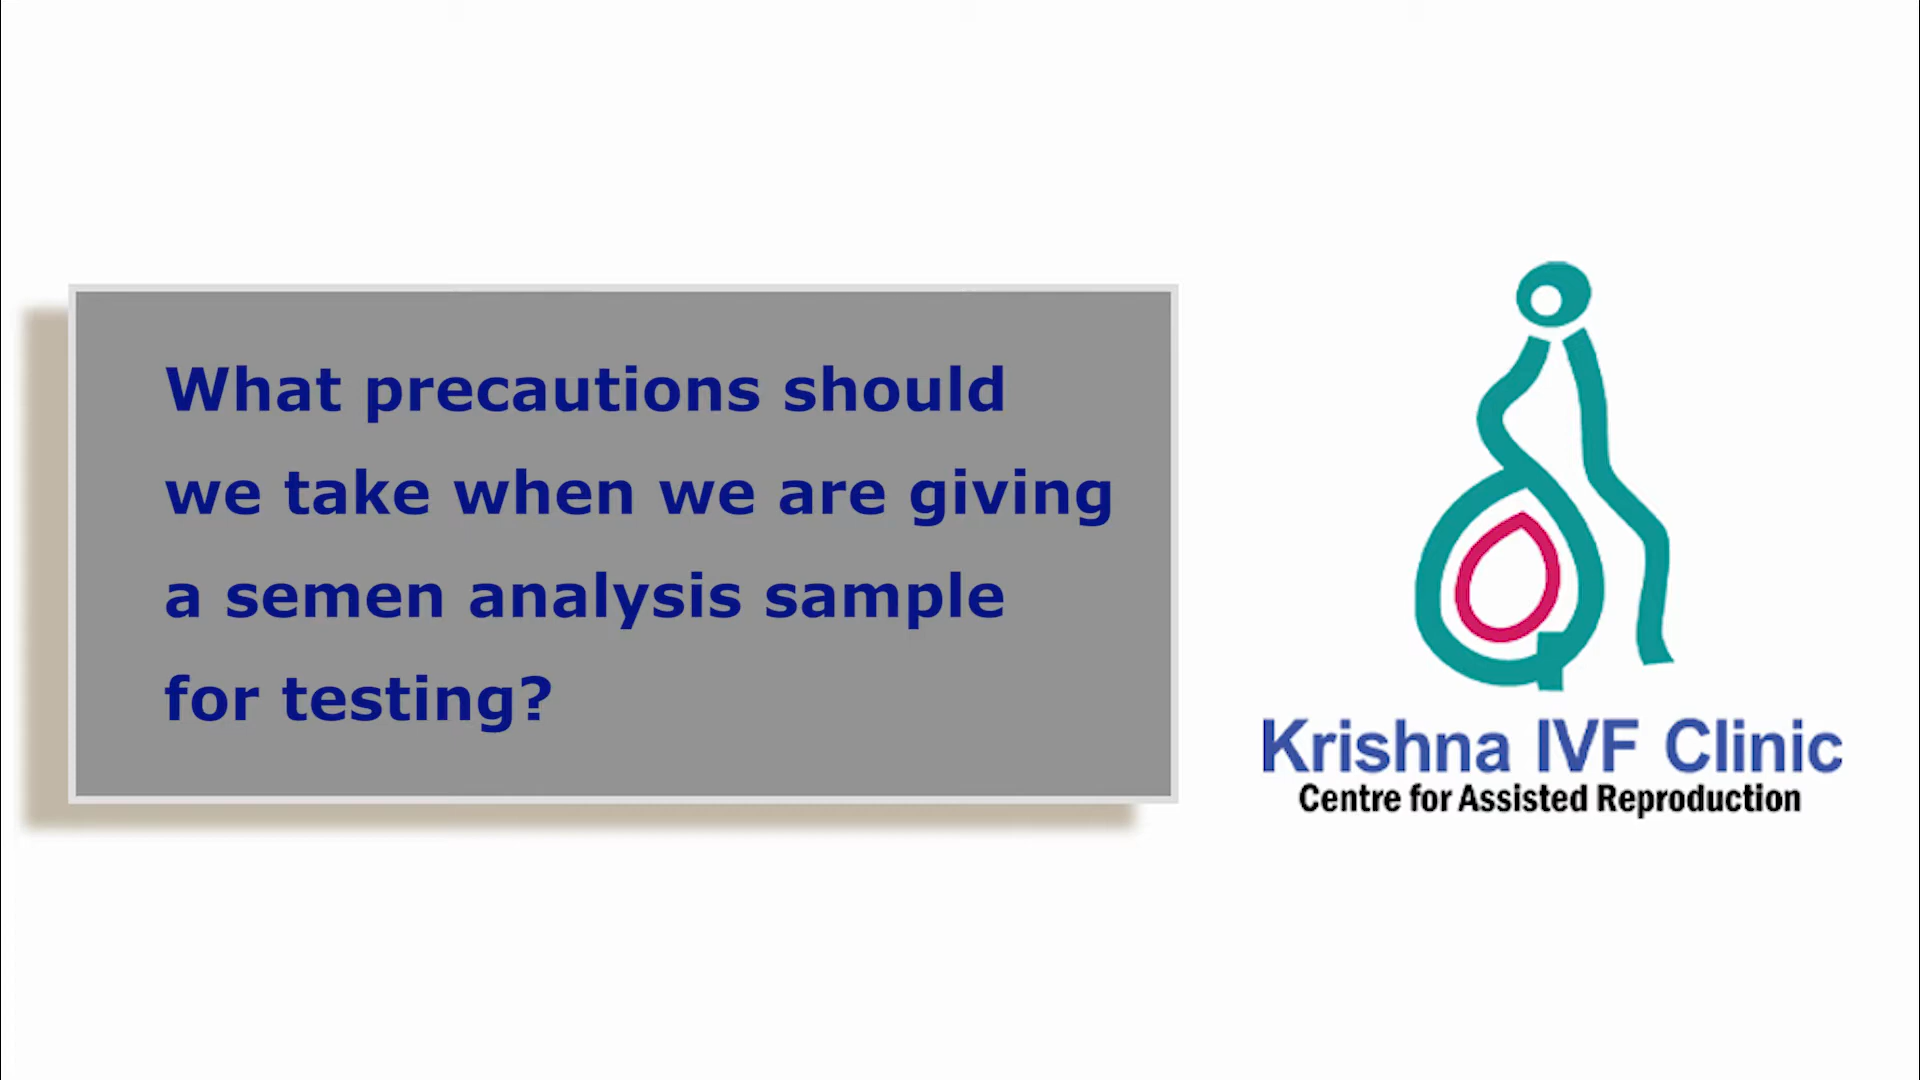 What precautions should
we take when we are giving
a semen analysis sample
for testing?
Krishna IVF Clinic
Centre for Assisted Reproduction